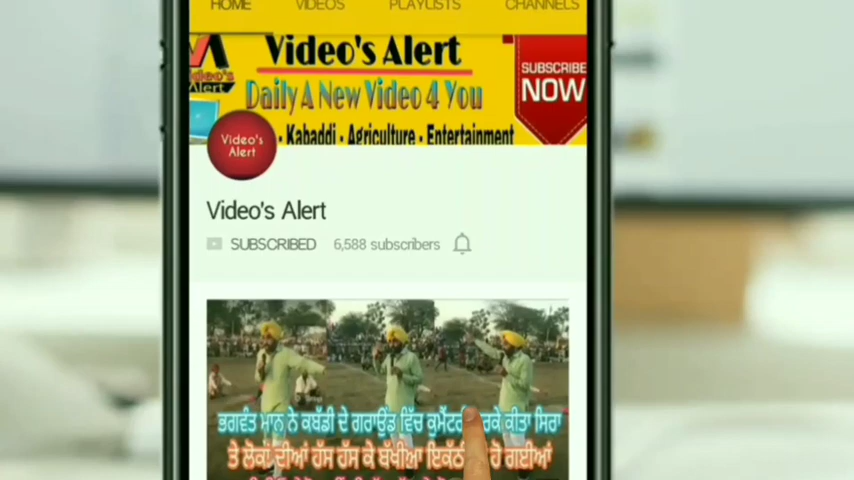 HOME VIDEOS PLAYLISTS CHANNELS
Video's Alert
Daily A New Video 4 You
SUBSCRIBE
NOW
- Kabaddi - Agriculture - Entertainment
Alert
Video's
Alert
Video's Alert
SUBSCRIBED 6,588 subscribers
ਭਗਵੰਤ ਮਾਨ ਨੇ ਕਬੱਡੀ ਦੇ ਗਰਾਊਂਡ ਵਿੱਚ ਕੀਤਾ ਸਿਰਾ
ਤੇ ਲੋਕਾਂ ਦੀਆਂ ਹੱਸ ਹੱਸ ਕੇ ਬੱਖੀਆ ਹੋ ਗਈਆਂ